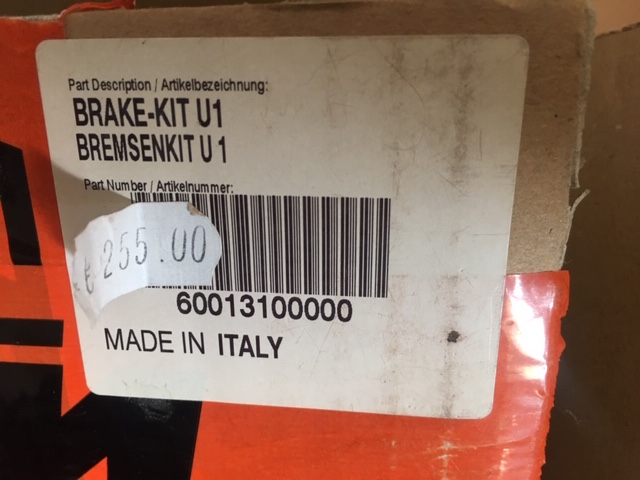 Part Description / Artikelbezeichnung:
BRAKE-KIT U1
BREMSENKIT U 1
Part Number / Artikelnummer:
€ 255.00
60013100000
MADE IN ITALY